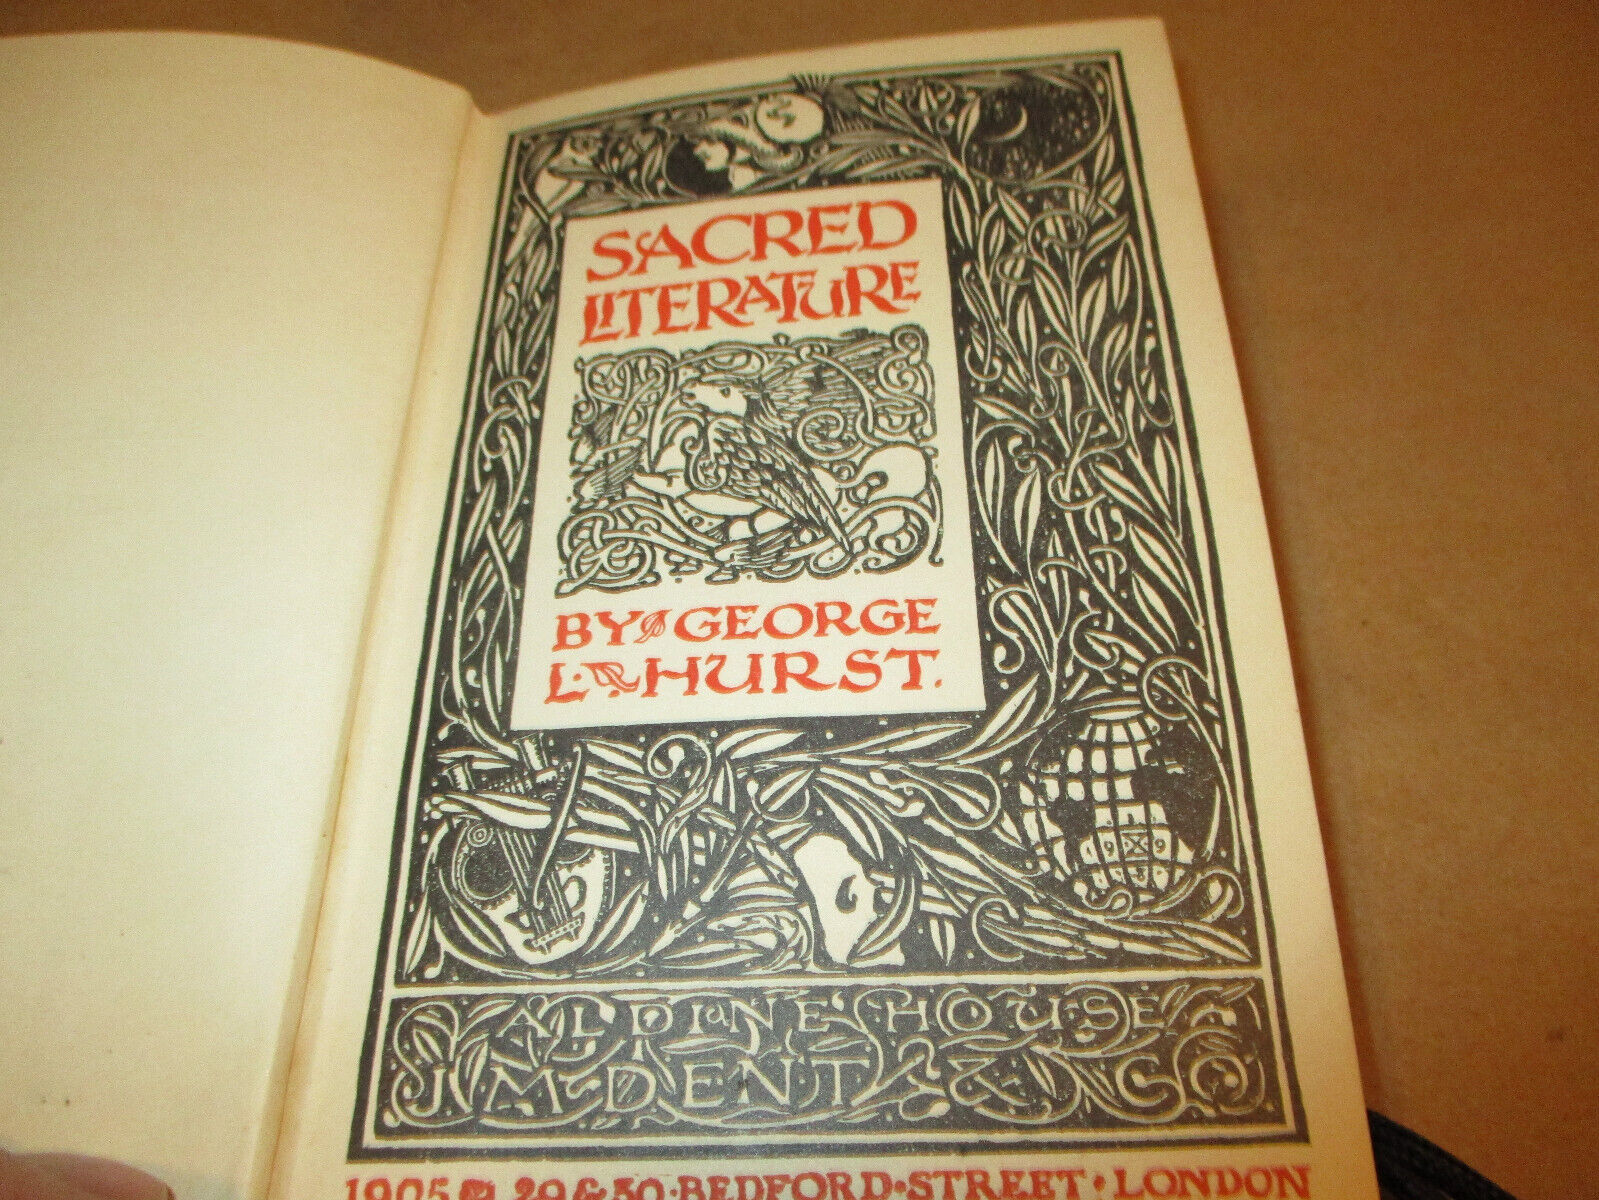 SACRED
LITERATURE
BY GEORGE
L. HURST.
ALDINE HOUSE
J M DENT & CO
1905 29 & 30 · BEDFORD · STREET · LONDON